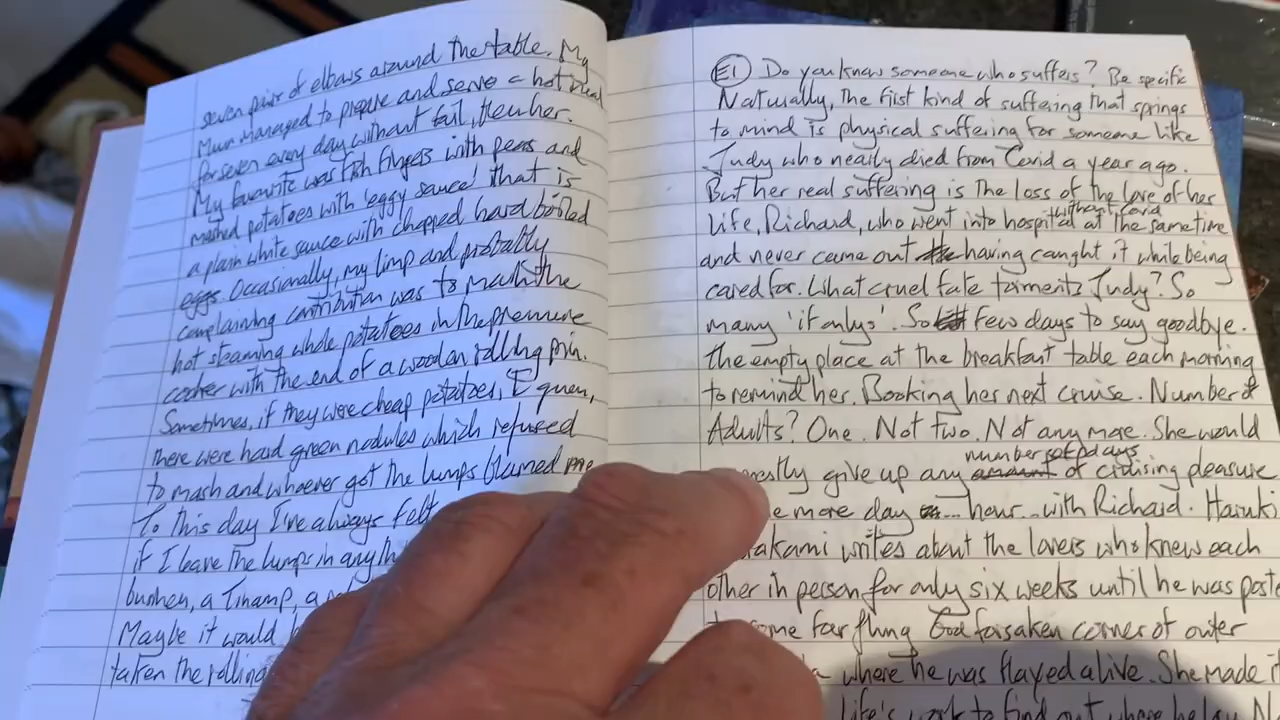 seven pair of elbows around the table. My
Mum managed to prepare and serve a hot meal
for seven every day without fail,
My favourite was Fish fingers with peas and
mashed potatoes with 'eggy sauce' that is
a plain white sauce with chopped hard boiled
eggs. Occasionally, my limp and probably
complaining contribution was to mash the
hot steaming whole potatoes in the pressure
cooker with the end of a wooden rolling pin.
Sometimes, if they were cheap potatoes, I
there were hard green nodules which refused
to mash and whoever got the lumps blamed me
To this day I've always felt
if I leave the lumps in
a
Maybe it would
taken the rolling
E1 Do you know someone who suffers? Be specific
Naturally, the first kind of suffering that springs
to mind is physical suffering for someone like
Judy who nearly died from Covid a year ago.
But her real suffering is the loss of the love of her
without Covid
life, Richard, who went into hospital at the sametime
and never came out having caught it while being
cared for. What cruel fate torments Judy? So
many 'if onlys'. So few days to say goodbye.
The empty place at the breakfast table each morning
to remind her. Booking her next cruise. Number of
Adults? One. Not Two. Not any more. She would
number of days
give up any amount of cruising pleasure
more day ... hour .. with Richard. Haruki
writes about the lovers who knew each
other in person for only six weeks until he was
some far flung God forsaken corner of outer
where he was flayed alive. She made
life's work to find out where he lay.